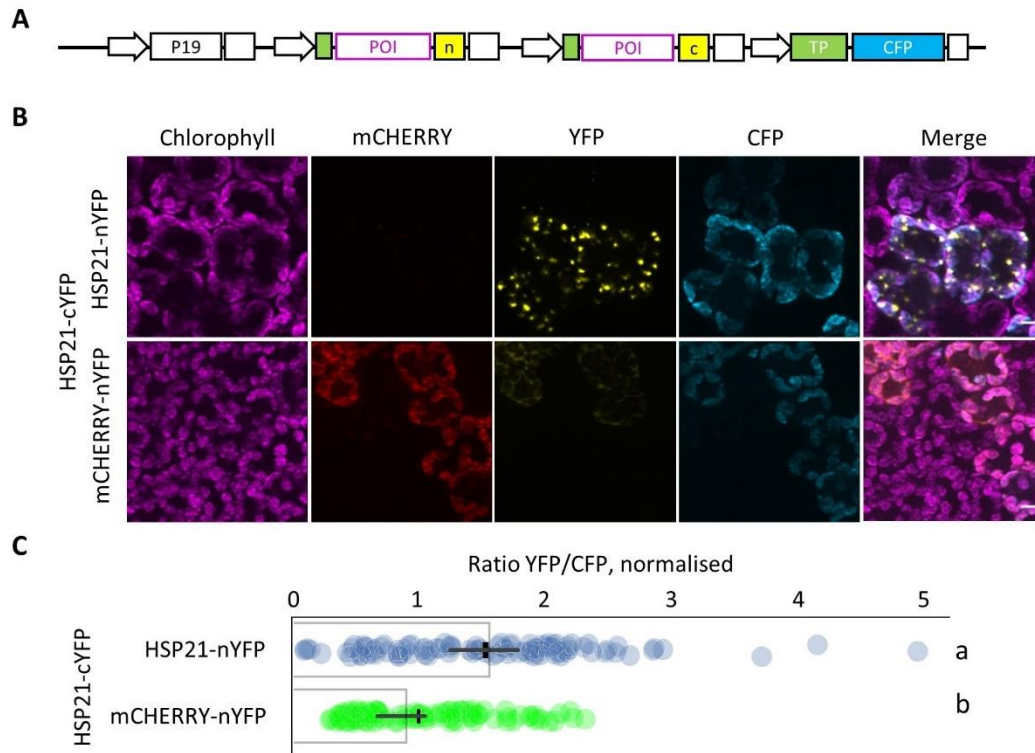 A
P19
POI
n
POI
c
TP
CFP
B
Chlorophyll
mCHERRY
YFP
CFP
Merge
HSP21-cYFP
HSP21-nYFP
mCHERRY-nYFP
C
Ratio YFP/CFP, normalised
0 1 2 3 4 5
HSP21-cYFP
HSP21-nYFP
a
mCHERRY-nYFP
b